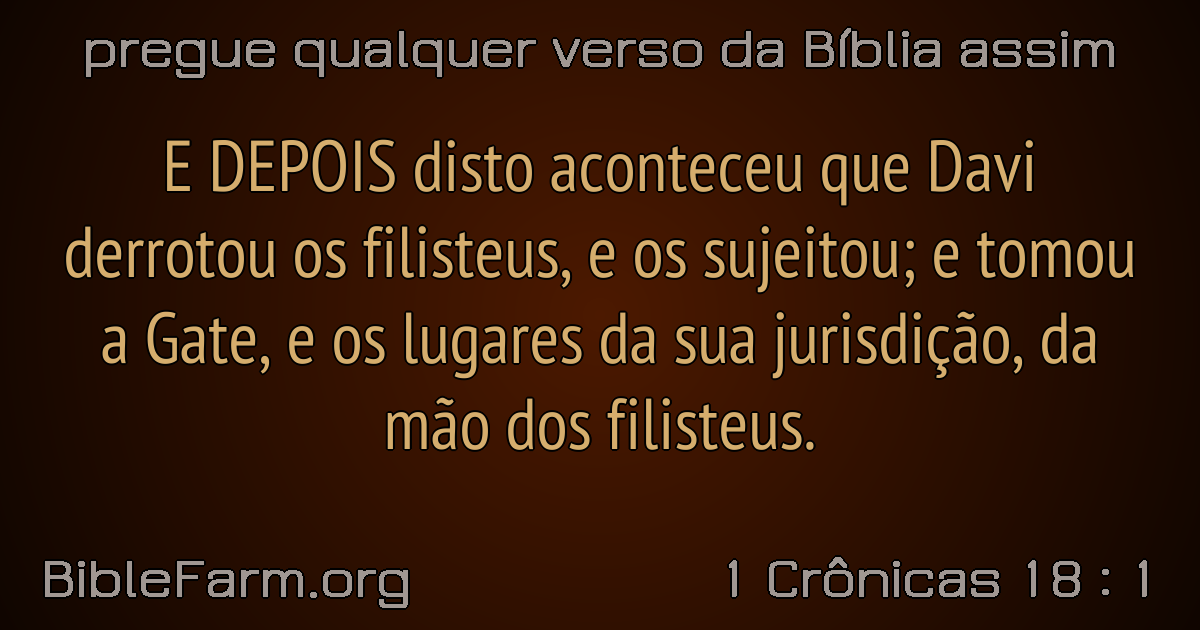 pregue qualquer verso da Bíblia assim
E DEPOIS disto aconteceu que Davi
derrotou os filisteus, e os sujeitou; e tomou
a Gate, e os lugares da sua jurisdição, da
mão dos filisteus.
BibleFarm.org
1 Crônicas 18 : 1